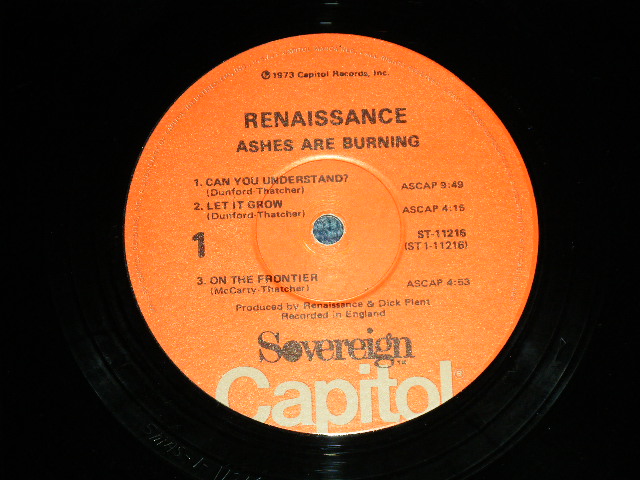 ℗ 1973 Capitol Records, Inc.
RENAISSANCE
ASHES ARE BURNING
1. CAN YOU UNDERSTAND? ASCAP 9:49
(Dunford-Thatcher)
2. LET IT GROW ASCAP 4:15
(Dunford-Thatcher)
1
ST-11216
(ST1-11216)
3. ON THE FRONTIER ASCAP 4:53
(McCarty-Thatcher)
Produced by Renaissance & Dick Plant
Recorded in England
Sovereign
Capitol